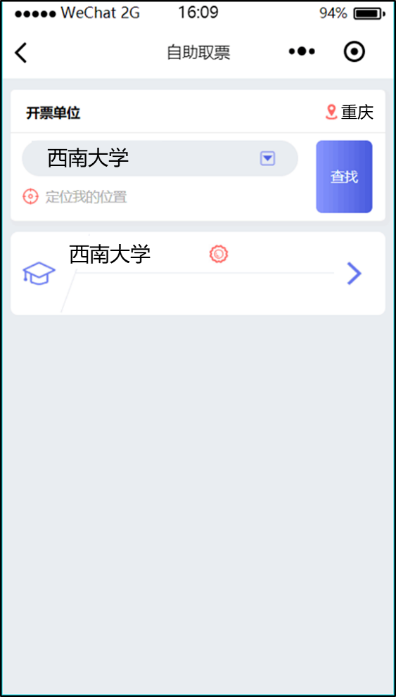 WeChat 2G 16:09 94%
自助取票
开票单位 重庆
西南大学
查找
定位我的位置
西南大学